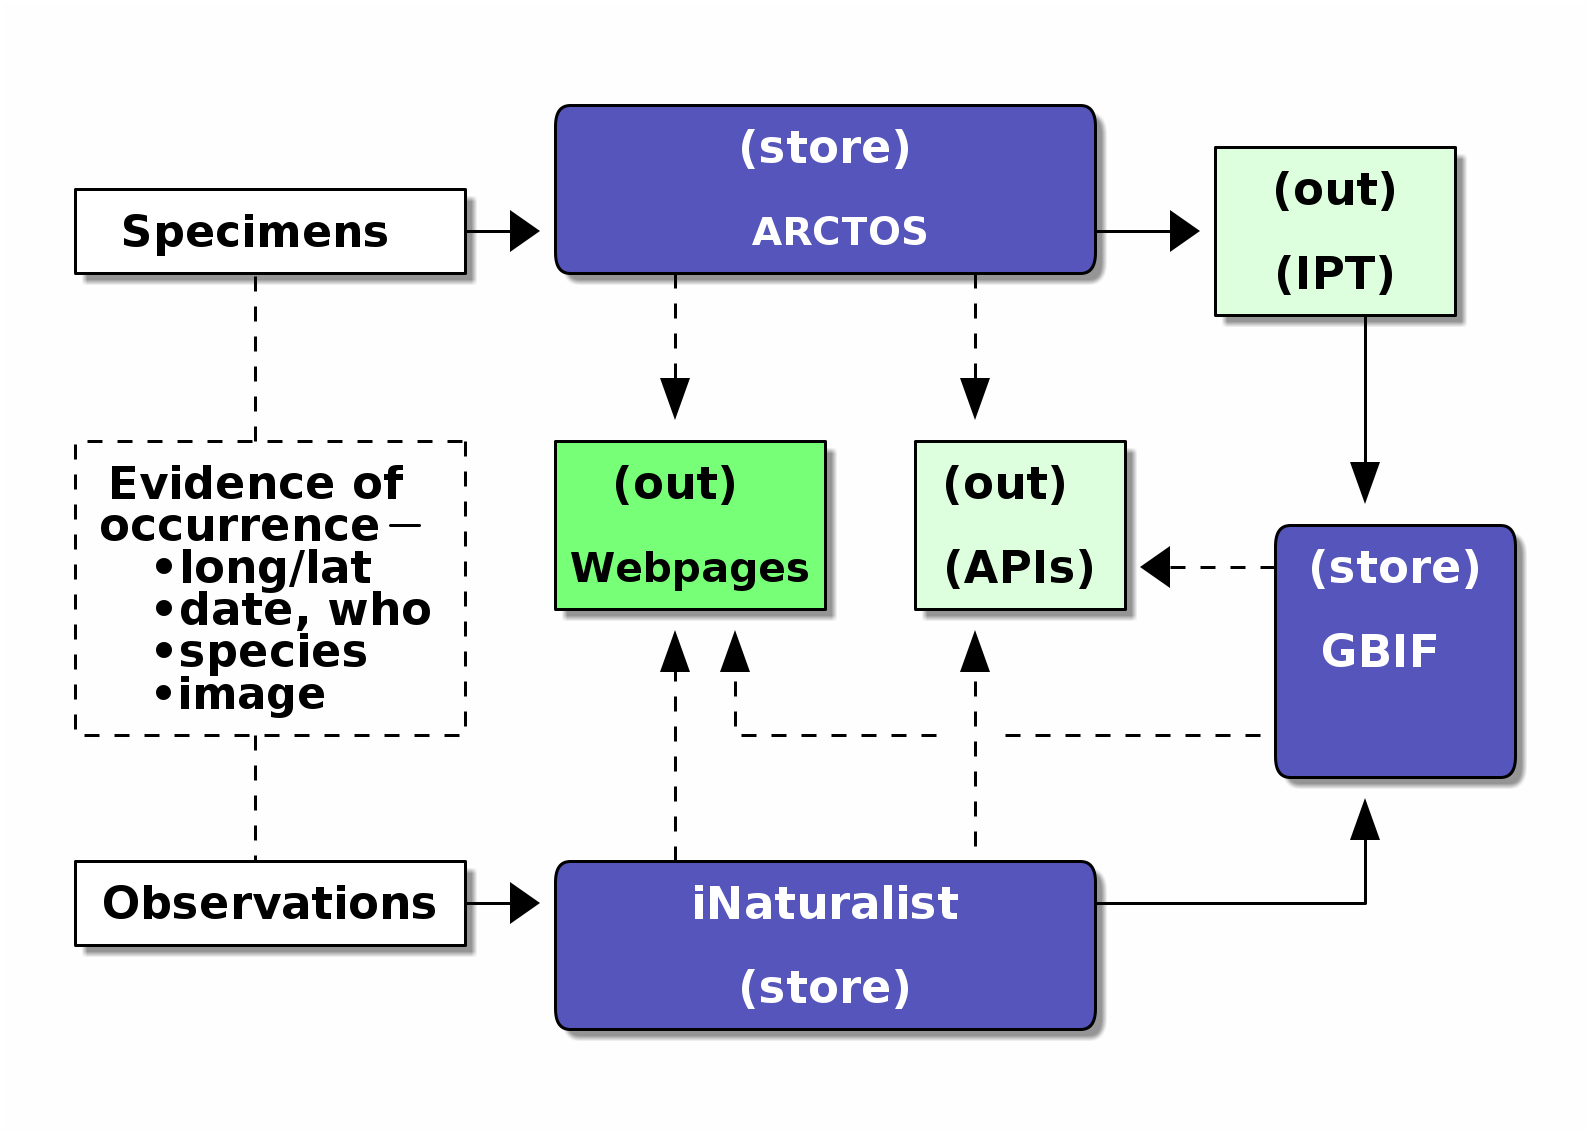 (store)
ARCTOS
(out)
(IPT)
Specimens
Evidence of
occurrence—
•long/lat
•date, who
•species
•image
(out)
Webpages
(out)
(APIs)
(store)
GBIF
Observations
iNaturalist
(store)